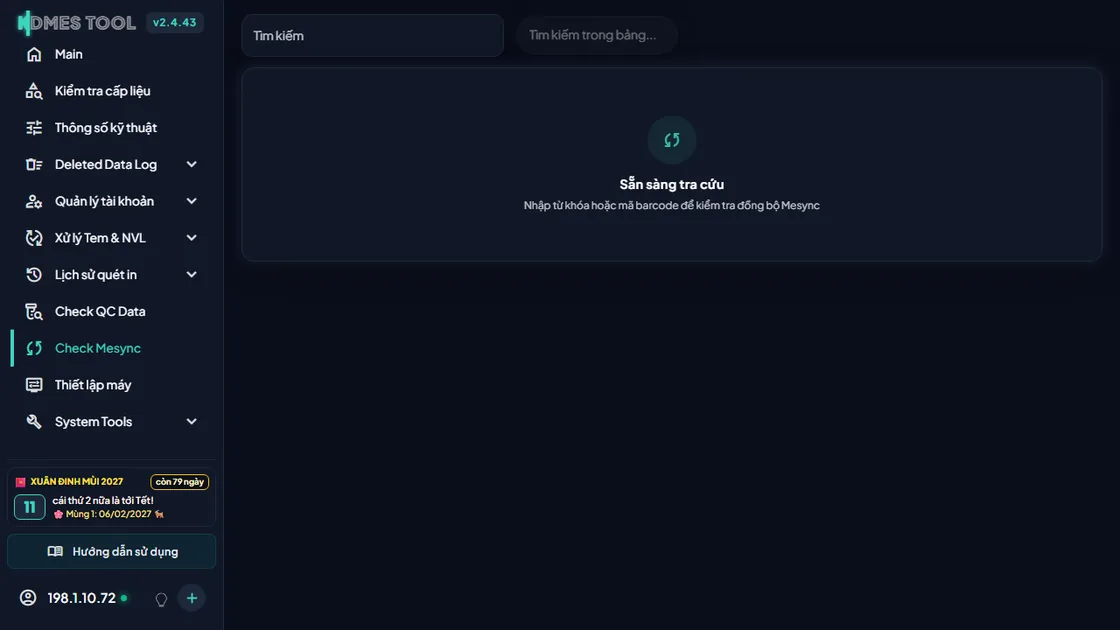 DMES TOOL v2.4.43
Main
Kiểm tra cấp liệu
Thông số kỹ thuật
Deleted Data Log
Quản lý tài khoản
Xử lý Tem & NVL
Lịch sử quét in
Check QC Data
Check Mesync
Thiết lập máy
System Tools
XUÂN ĐINH MÙI 2027 còn 79 ngày
11 cái thứ 2 nữa là tới Tết!
Mùng 1: 06/02/2027
Hướng dẫn sử dụng
198.1.10.72
Tìm kiếm
Tìm kiếm trong bảng...
Sẵn sàng tra cứu
Nhập từ khóa hoặc mã barcode để kiểm tra đồng bộ Mesync